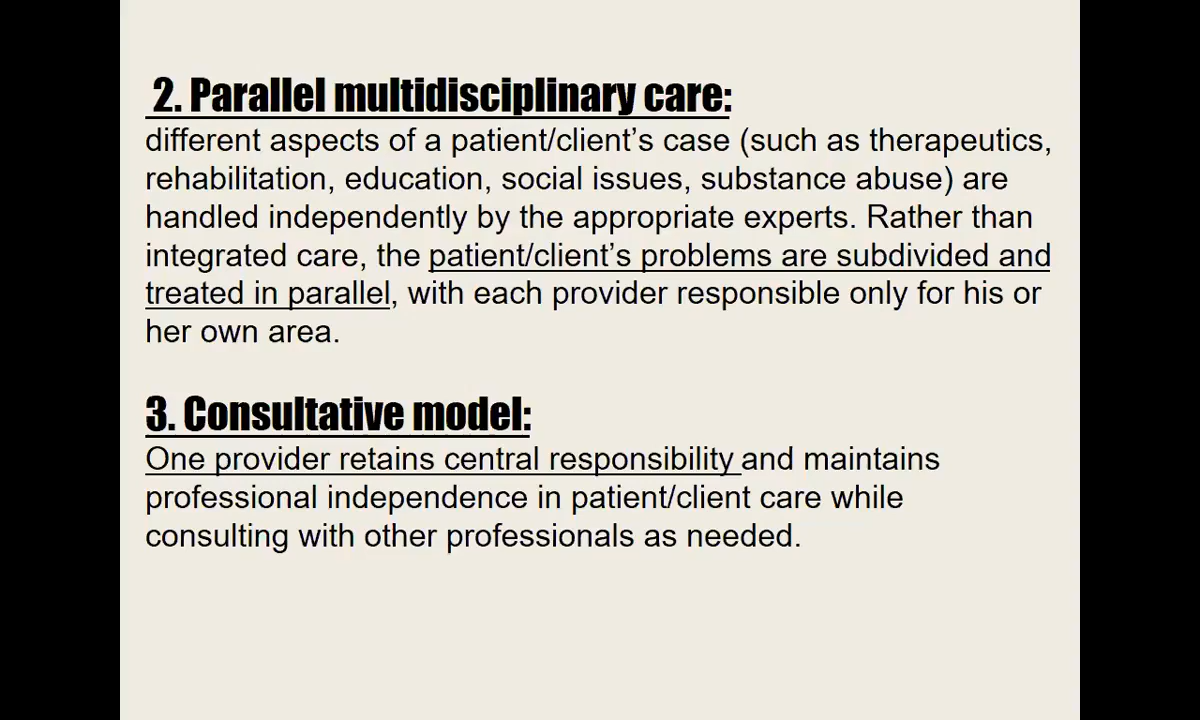 2. Parallel multidisciplinary care:
different aspects of a patient/client’s case (such as therapeutics,
rehabilitation, education, social issues, substance abuse) are
handled independently by the appropriate experts. Rather than
integrated care, the patient/client’s problems are subdivided and
treated in parallel, with each provider responsible only for his or
her own area.
3. Consultative model:
One provider retains central responsibility and maintains
professional independence in patient/client care while
consulting with other professionals as needed.